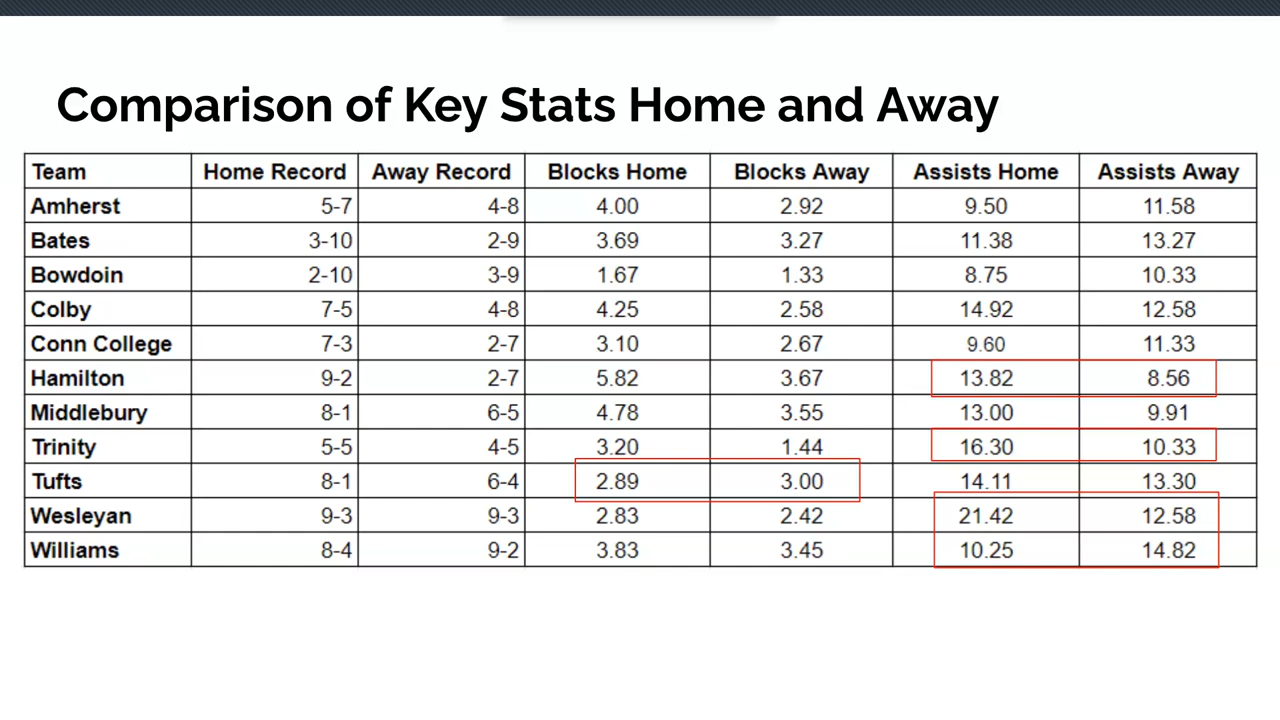 Comparison of Key Stats Home and Away
Team Home Record Away Record Blocks Home Blocks Away Assists Home Assists Away
Amherst 5-7 4-8 4.00 2.92 9.50 11.58
Bates 3-10 2-9 3.69 3.27 11.38 13.27
Bowdoin 2-10 3-9 1.67 1.33 8.75 10.33
Colby 7-5 4-8 4.25 2.58 14.92 12.58
Conn College 7-3 2-7 3.10 2.67 9.60 11.33
Hamilton 9-2 2-7 5.82 3.67 13.82 8.56
Middlebury 8-1 6-5 4.78 3.55 13.00 9.91
Trinity 5-5 4-5 3.20 1.44 16.30 10.33
Tufts 8-1 6-4 2.89 3.00 14.11 13.30
Wesleyan 9-3 9-3 2.83 2.42 21.42 12.58
Williams 8-4 9-2 3.83 3.45 10.25 14.82